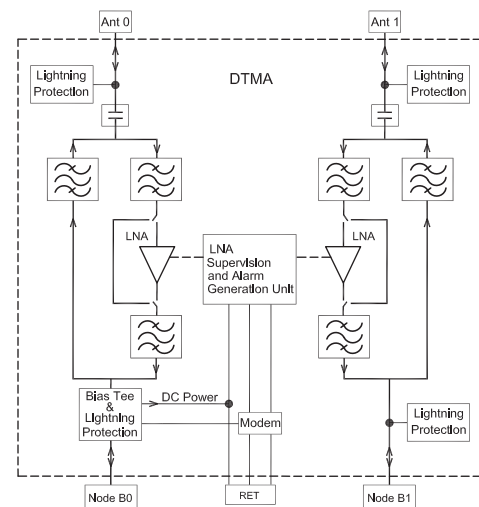 Ant 0
Ant 1
Lightning
Protection
DTMA
Lightning
Protection
LNA
LNA
Supervision
and Alarm
Generation Unit
LNA
Bias Tee
&
Lightning
Protection
DC Power
Modem
Lightning
Protection
Node B0
RET
Node B1